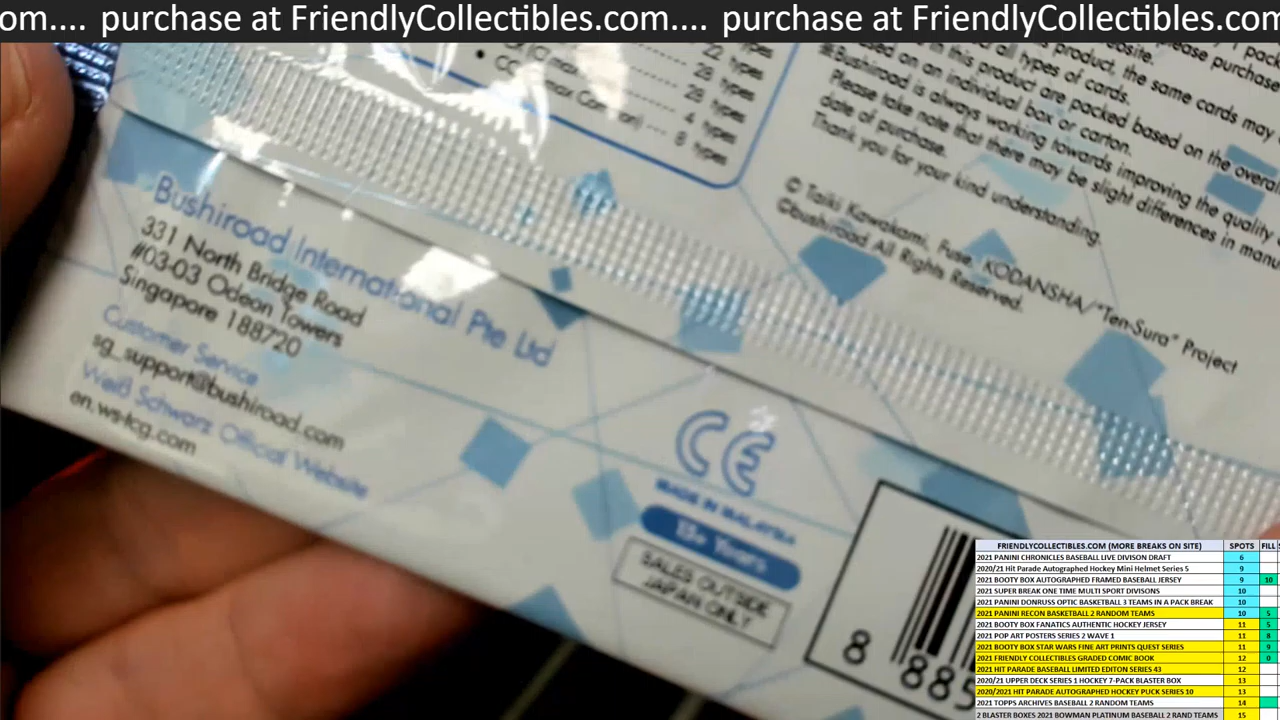 om.... purchase at FriendlyCollectibles.com.... purchase at FriendlyCollectibles.com
22 types
28 types
28 types
4 types
8 types
product, the same cards may
all types of cards.
this product are packed based on the overall
based on an individual box or carton.
※Bushiroad is always working towards improving the quality
Please take note that there may be slight differences in
date of purchase.
Thank you for your kind understanding.
© Taiki Kawakami, Fuse, KODANSHA/"Ten-Sura" Project
©bushiroad All Rights Reserved.
Bushiroad International Pte Ltd
331 North Bridge Road
#03-03 Odeon Towers
Singapore 188720
Customer Service
sg_support@bushiroad.com
Weiß Schwarz Official Website
en.ws-tcg.com
CE
MADE IN MALAYSIA
13+ Years
SALES OUTSIDE
JAPAN ONLY
8 885
FRIENDLYCOLLECTIBLES.COM (MORE BREAKS ON SITE) SPOTS FILL
2021 PANINI CHRONICLES BASEBALL LIVE DIVISON DRAFT 6
2020/21 Hit Parade Autographed Hockey Mini Helmet Series 5 9
2021 BOOTY BOX AUTOGRAPHED FRAMED BASEBALL JERSEY 9 10
2021 SUPER BREAK ONE TIME MULTI SPORT DIVISONS 10
2021 PANINI DONRUSS OPTIC BASKETBALL 3 TEAMS IN A PACK BREAK 10
2021 PANINI RECON BASKETBALL 2 RANDOM TEAMS 10 5
2021 BOOTY BOX FANATICS AUTHENTIC HOCKEY JERSEY 11 5
2021 POP ART POSTERS SERIES 2 WAVE 1 11 8
2021 BOOTY BOX STAR WARS FINE ART PRINTS QUEST SERIES 11 9
2021 FRIENDLY COLLECTIBLES GRADED COMIC BOOK 12 0
2021 HIT PARADE BASEBALL LIMITED EDITON SERIES 43 12
2020/21 UPPER DECK SERIES 1 HOCKEY 7-PACK BLASTER BOX 13
2020/2021 HIT PARADE AUTOGRAPHED HOCKEY PUCK SERIES 10 13
2021 TOPPS ARCHIVES BASEBALL 2 RANDOM TEAMS 14
2 BLASTER BOXES 2021 BOWMAN PLATINUM BASEBALL 2 RAND TEAMS 15